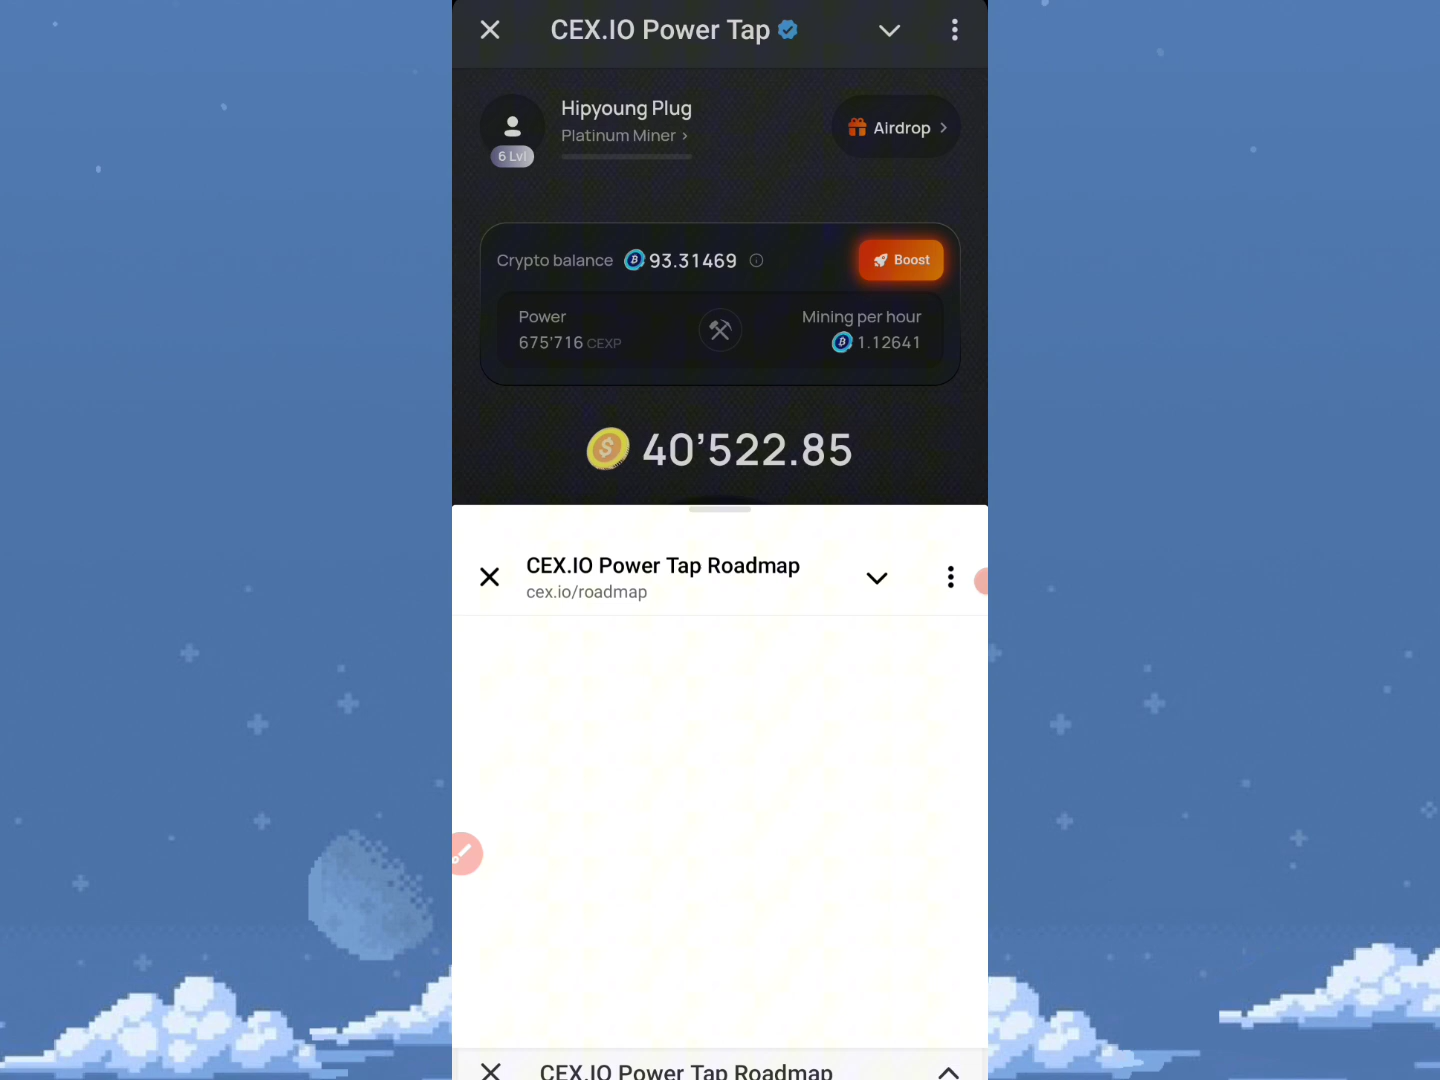 CEX.IO Power Tap
Hipyoung Plug
Platinum Miner ›
6 Lvl
Airdrop
Crypto balance 93.31469
Boost
Power
675'716 CEXP
Mining per hour
1.12641
40’522.85
CEX.IO Power Tap Roadmap
cex.io/roadmap
CEX.IO Power Tap Roadmap